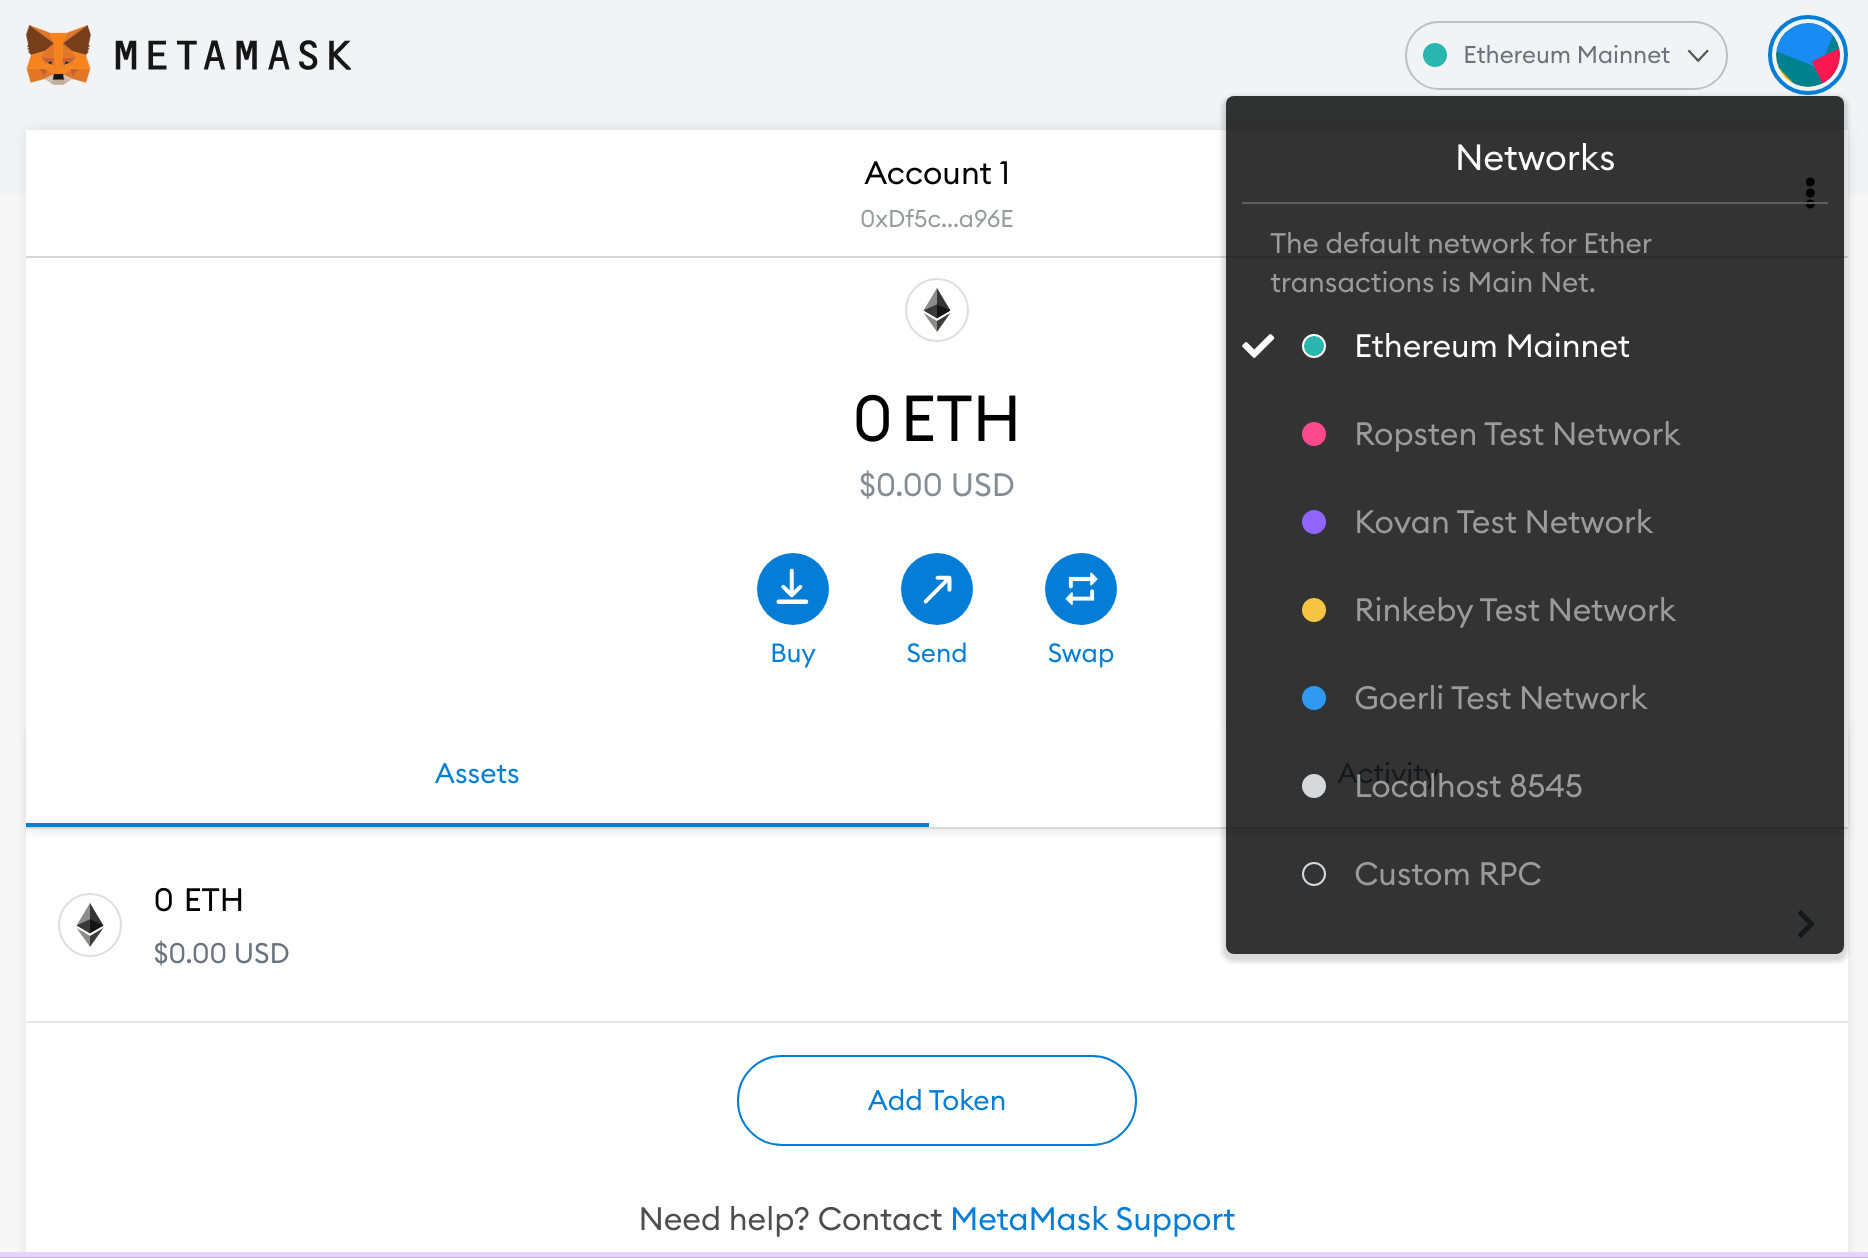 METAMASK
Ethereum Mainnet
Account 1
0xDf5c...a96E
0 ETH
$0.00 USD
Buy
Send
Swap
Assets
Activity
0 ETH
$0.00 USD
Add Token
Need help? Contact MetaMask Support
Networks
The default network for Ether
transactions is Main Net.
Ethereum Mainnet
Ropsten Test Network
Kovan Test Network
Rinkeby Test Network
Goerli Test Network
Localhost 8545
Custom RPC